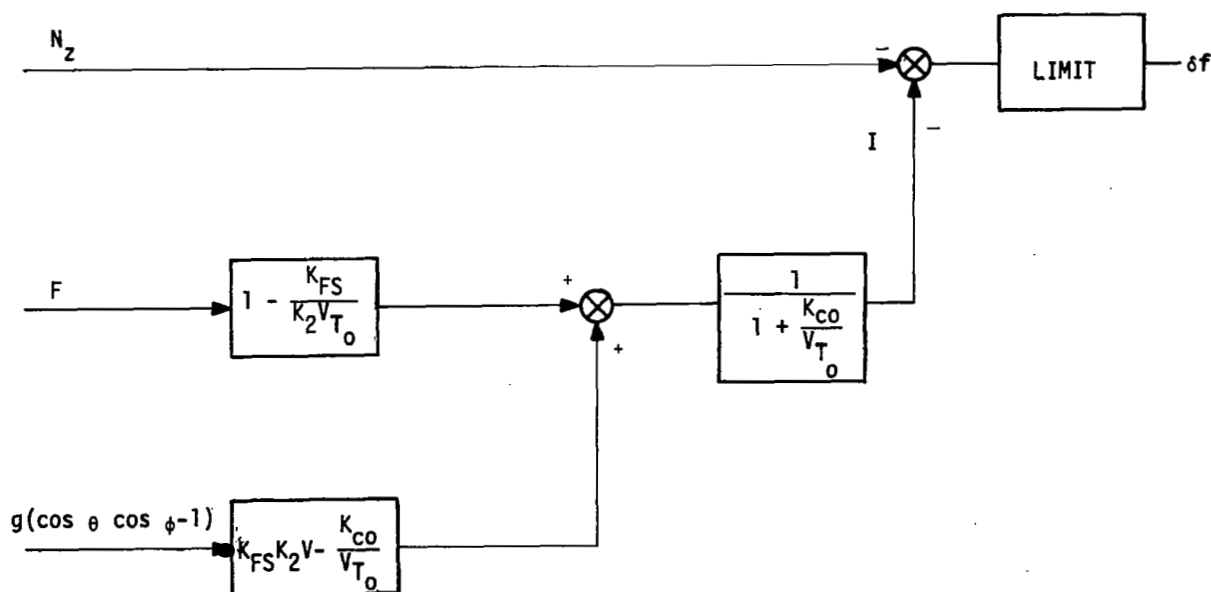 N_z
−
LIMIT
δf
I
−
F
1 - K_FS / K_2 V_T_o
+
+
1 / 1 + K_co / V_T_o
g(cos θ cos φ-1)
K_FS K_2 V - K_co / V_T_o